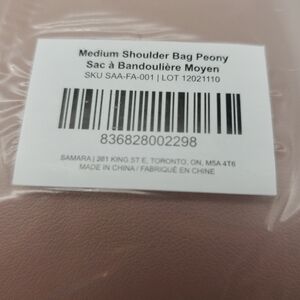 Medium Shoulder Bag Peony
Sac à Bandoulière Moyen
SKU SAA-FA-001 | LOT 12021110
836828002298
SAMARA | 381 KING ST E, TORONTO, ON, M5A 4T6
MADE IN CHINA / FABRIQUÉ EN CHINE